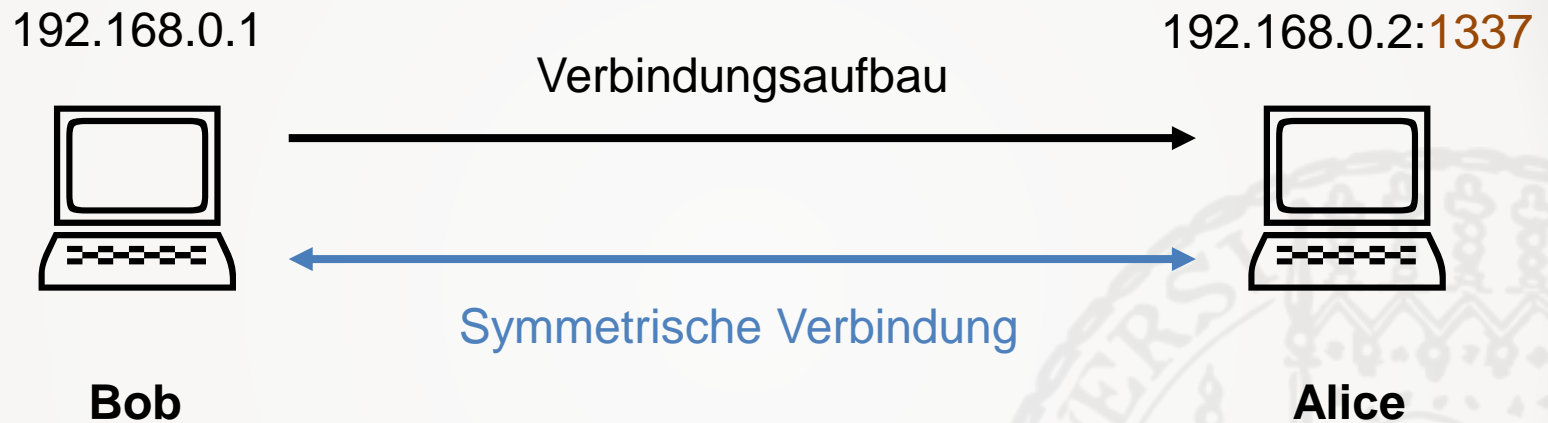 192.168.0.1
192.168.0.2:1337
Verbindungsaufbau
Symmetrische Verbindung
Bob
Alice